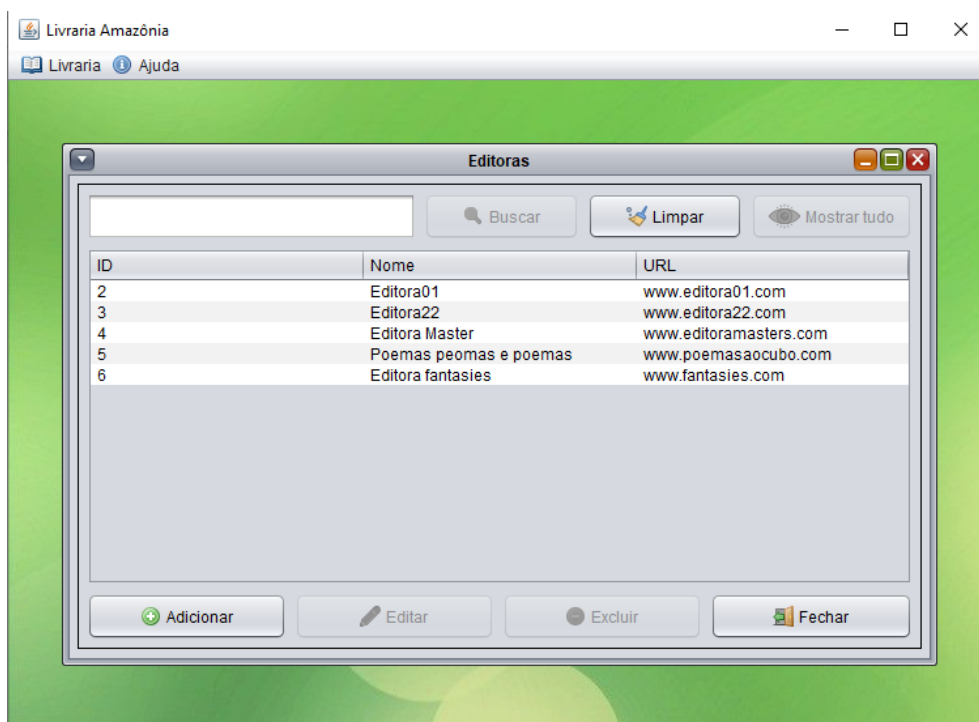 Livraria Amazônia
Livraria Ajuda
Editoras
Buscar Limpar Mostrar tudo
ID Nome URL
2 Editora01 www.editora01.com
3 Editora22 www.editora22.com
4 Editora Master www.editoramasters.com
5 Poemas peomas e poemas www.poemasaocubo.com
6 Editora fantasies www.fantasies.com
Adicionar Editar Excluir Fechar